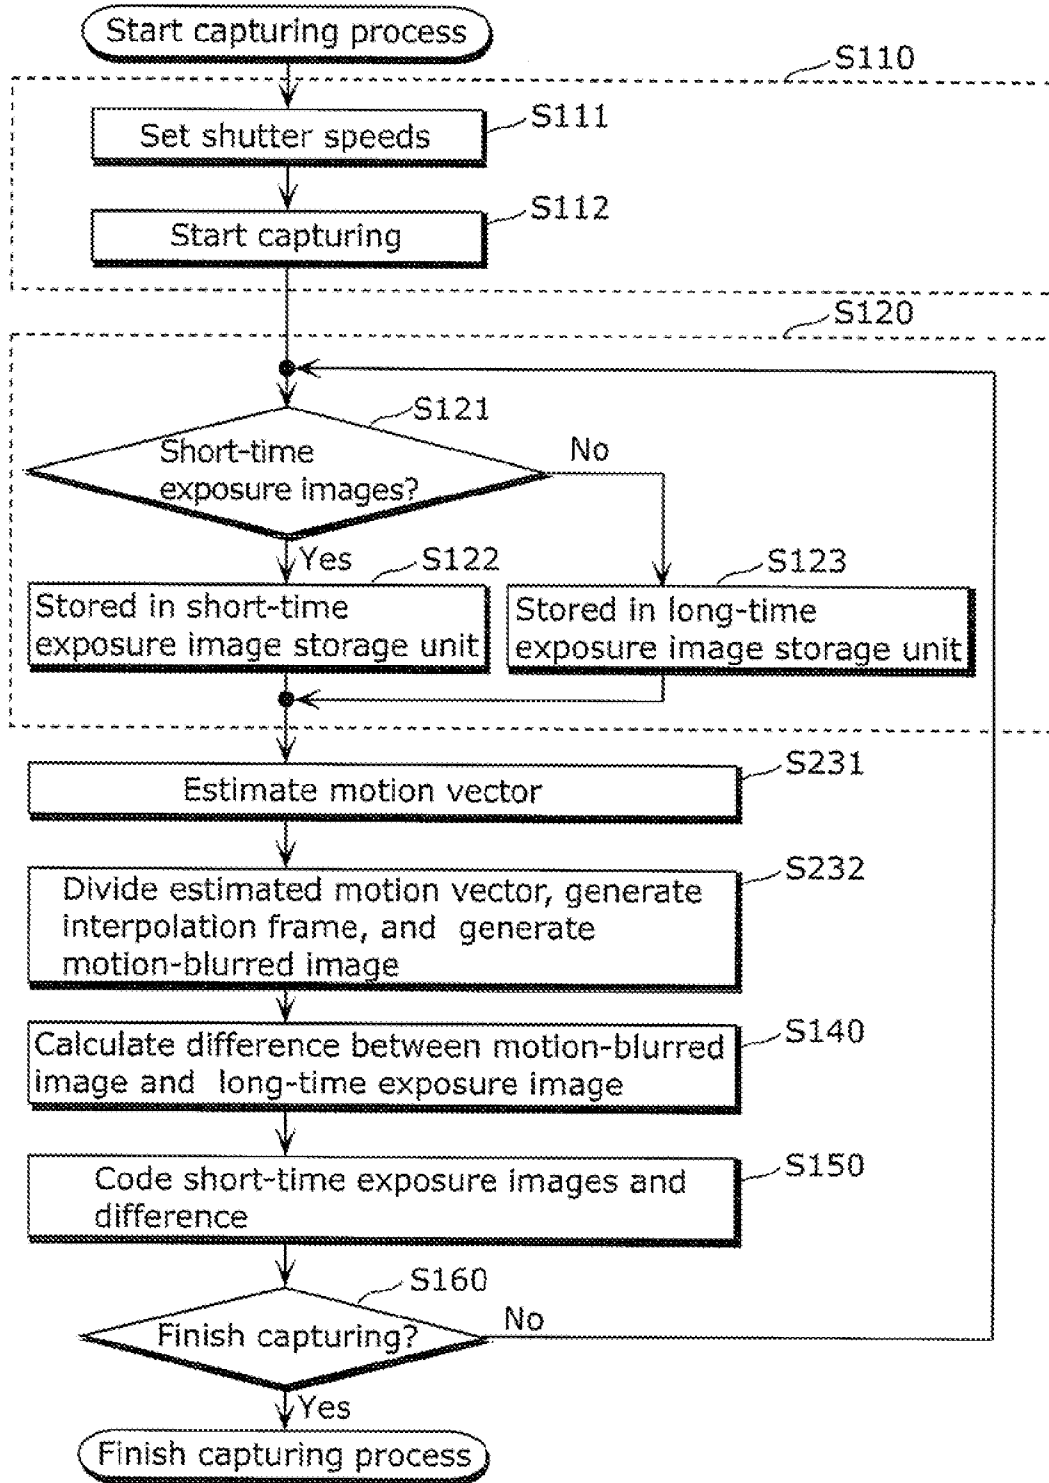 Start capturing process
S110
Set shutter speeds
S111
Start capturing
S112
S120
S121
Short-time
exposure images?
No
Yes
S122
Stored in short-time
exposure image storage unit
S123
Stored in long-time
exposure image storage unit
Estimate motion vector
S231
Divide estimated motion vector, generate
interpolation frame, and generate
motion-blurred image
S232
Calculate difference between motion-blurred
image and long-time exposure image
S140
Code short-time exposure images and
difference
S150
S160
Finish capturing?
No
Yes
Finish capturing process